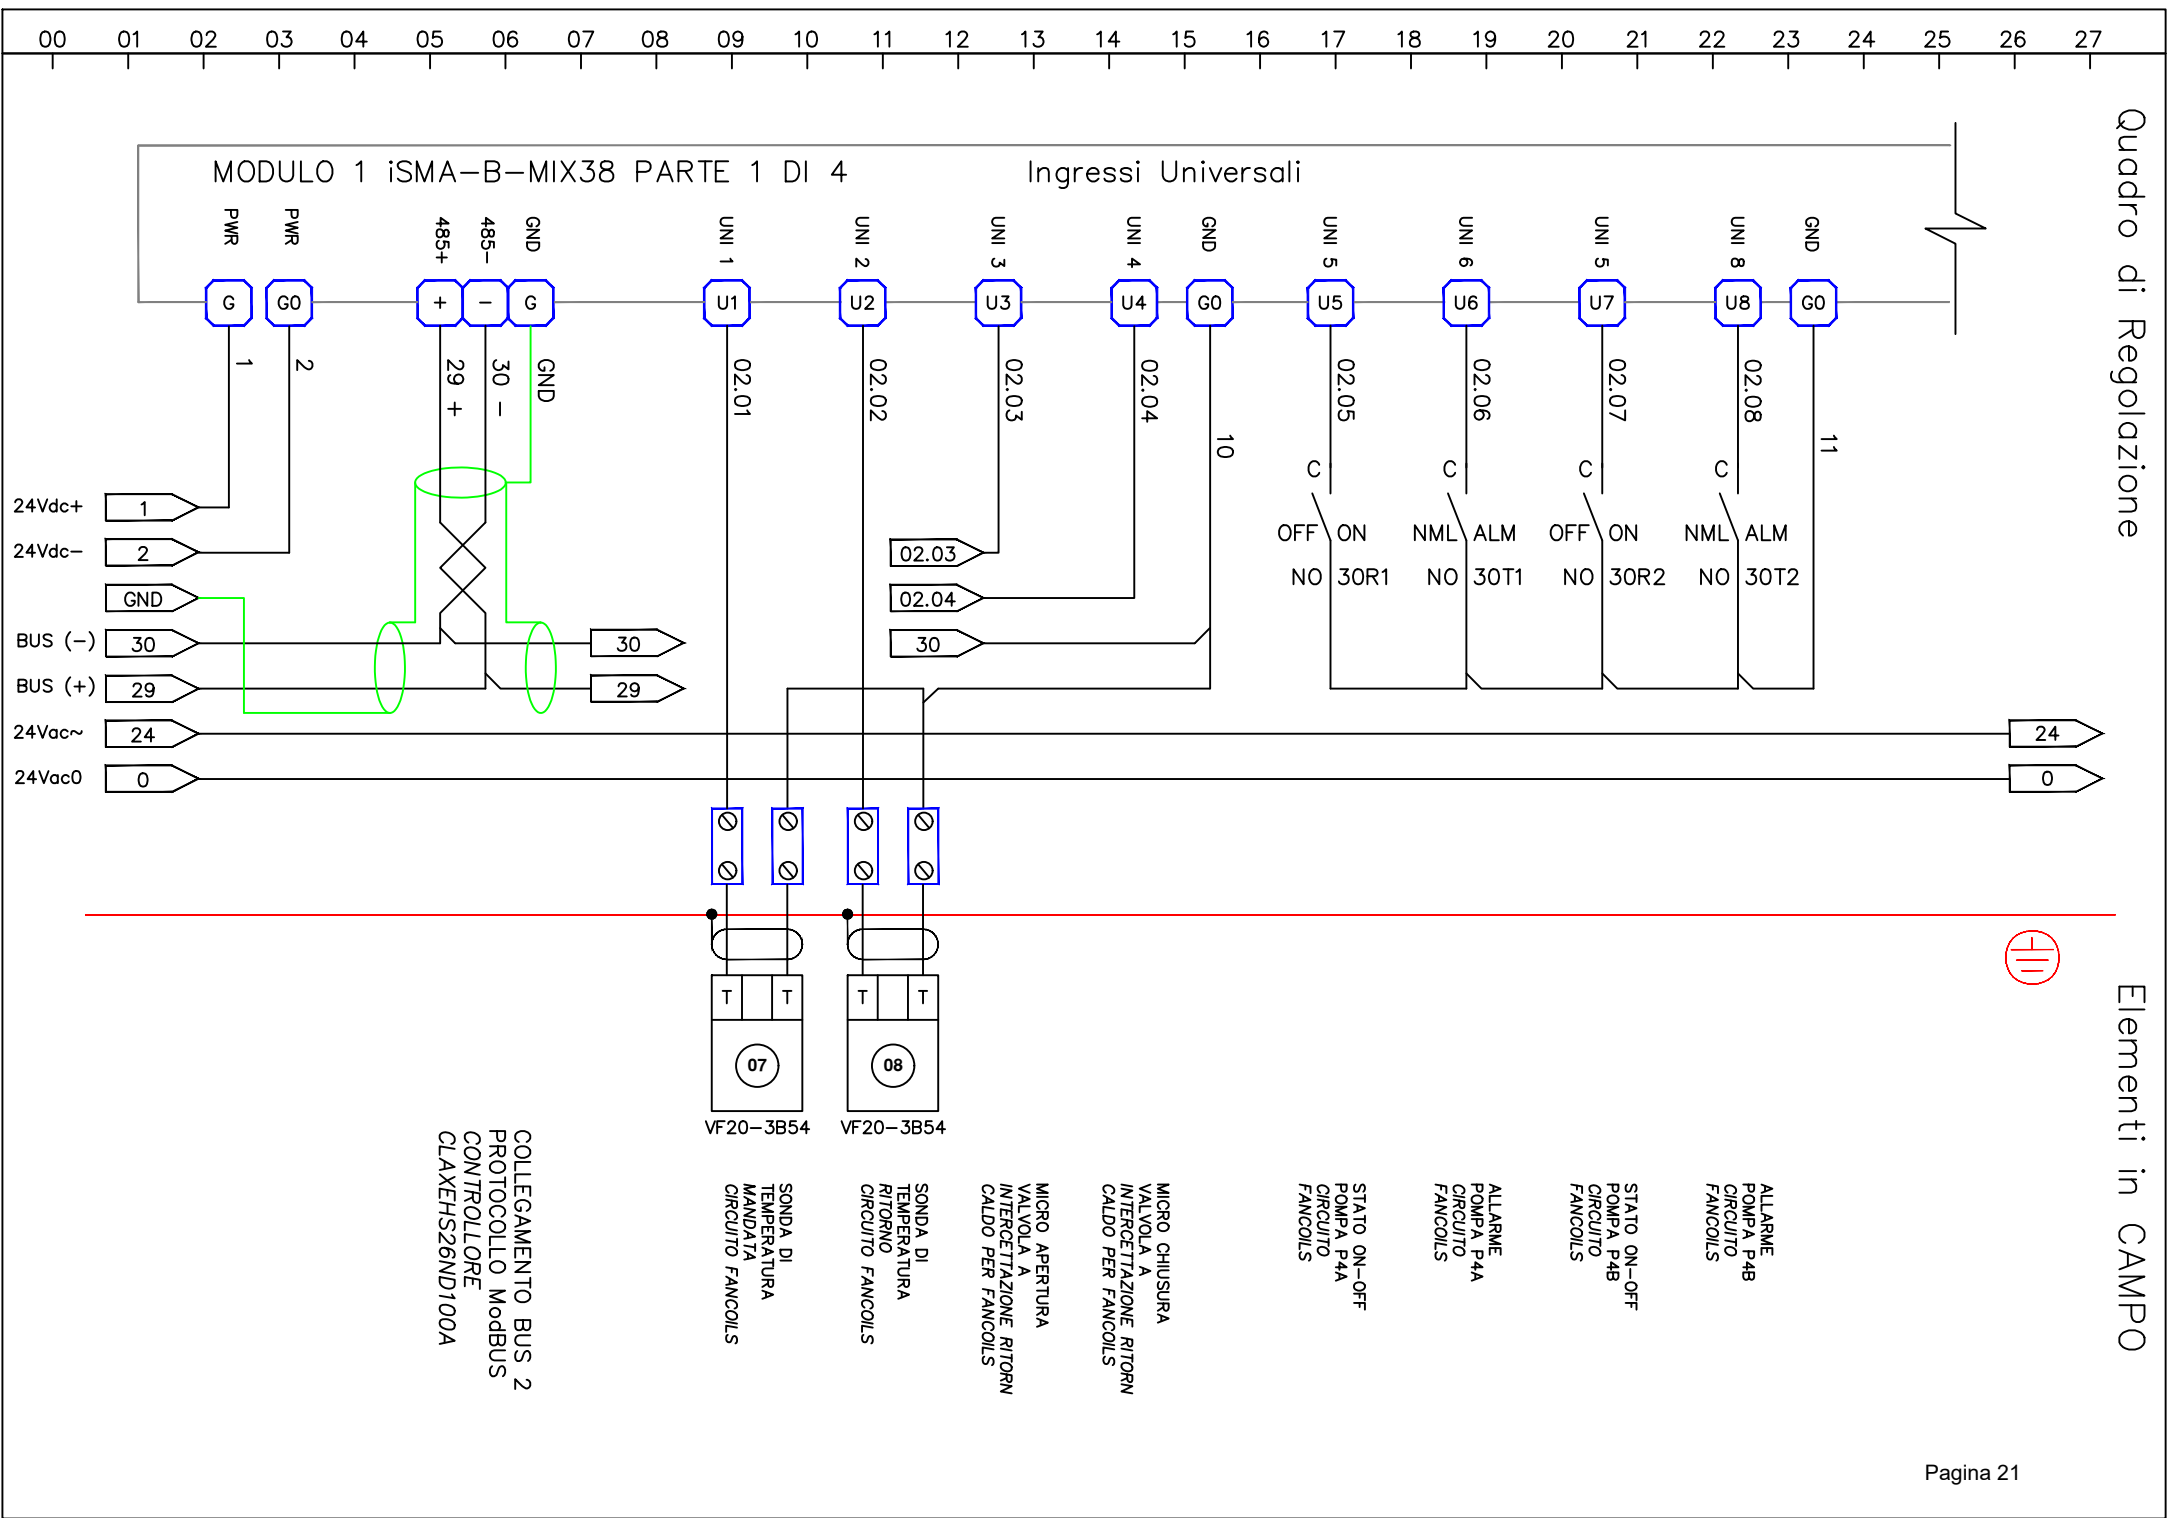 00 01 02 03 04 05 06 07 08 09 10 11 12 13 14 15 16 17 18 19 20 21 22 23 24 25 26 27
Quadro di Regolazione
MODULO 1 iSMA-B-MIX38 PARTE 1 DI 4
Ingressi Universali
PWR PWR 485+ 485- GND UNI 1 UNI 2 UNI 3 UNI 4 GND UNI 5 UNI 6 UNI 5 UNI 8 GND
G G0 + - G U1 U2 U3 U4 G0 U5 U6 U7 U8 G0
1 2 29 + 30 - GND 02.01 02.02 02.03 02.04 10 02.05 02.06 02.07 02.08 11
C C C C
24Vdc+ 1
OFF ON NML ALM OFF ON NML ALM
24Vdc- 2
02.03
NO 30R1 NO 30T1 NO 30R2 NO 30T2
GND
02.04
BUS (-) 30
30
30
BUS (+) 29
29
24Vac~ 24
24
24Vac0 0
0
T T T T
07 08
VF20-3B54 VF20-3B54
Elementi in CAMPO
COLLEGAMENTO BUS 2
PROTOCOLLO ModBUS
CONTROLLORE
CLAXEHS26ND100A
SONDA DI
TEMPERATURA
MANDATA
CIRCUITO FANCOILS
SONDA DI
TEMPERATURA
RITORNO
CIRCUITO FANCOILS
MICRO APERTURA
VALVOLA A
INTERCETTAZIONE RITORN
CALDO PER FANCOILS
MICRO CHIUSURA
VALVOLA A
INTERCETTAZIONE RITORN
CALDO PER FANCOILS
STATO ON-OFF
POMPA P4A
CIRCUITO
FANCOILS
ALLARME
POMPA P4A
CIRCUITO
FANCOILS
STATO ON-OFF
POMPA P4B
CIRCUITO
FANCOILS
ALLARME
POMPA P4B
CIRCUITO
FANCOILS
Pagina 21